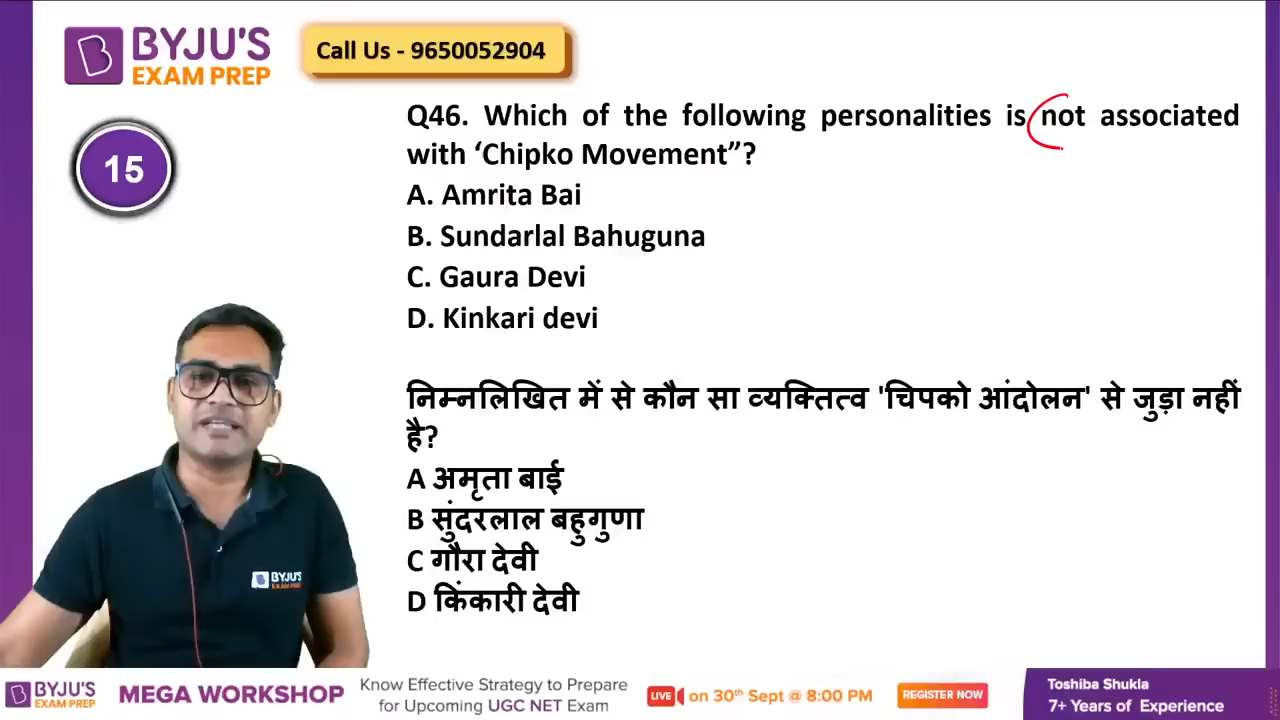 BYJU'S
EXAM PREP
Call Us - 9650052904
15
Q46. Which of the following personalities is not associated
with ‘Chipko Movement”?
A. Amrita Bai
B. Sundarlal Bahuguna
C. Gaura Devi
D. Kinkari devi
निम्नलिखित में से कौन सा व्यक्तित्व 'चिपको आंदोलन' से जुड़ा नहीं
है?
A अमृता बाई
B सुंदरलाल बहुगुणा
C गौरा देवी
D किंकारी देवी
BYJU'S
EXAM PREP
BYJU'S
EXAM PREP
MEGA WORKSHOP
Know Effective Strategy to Prepare
for Upcoming UGC NET Exam
LIVE
on 30th Sept @ 8:00 PM
REGISTER NOW
Toshiba Shukla
7+ Years of Experience